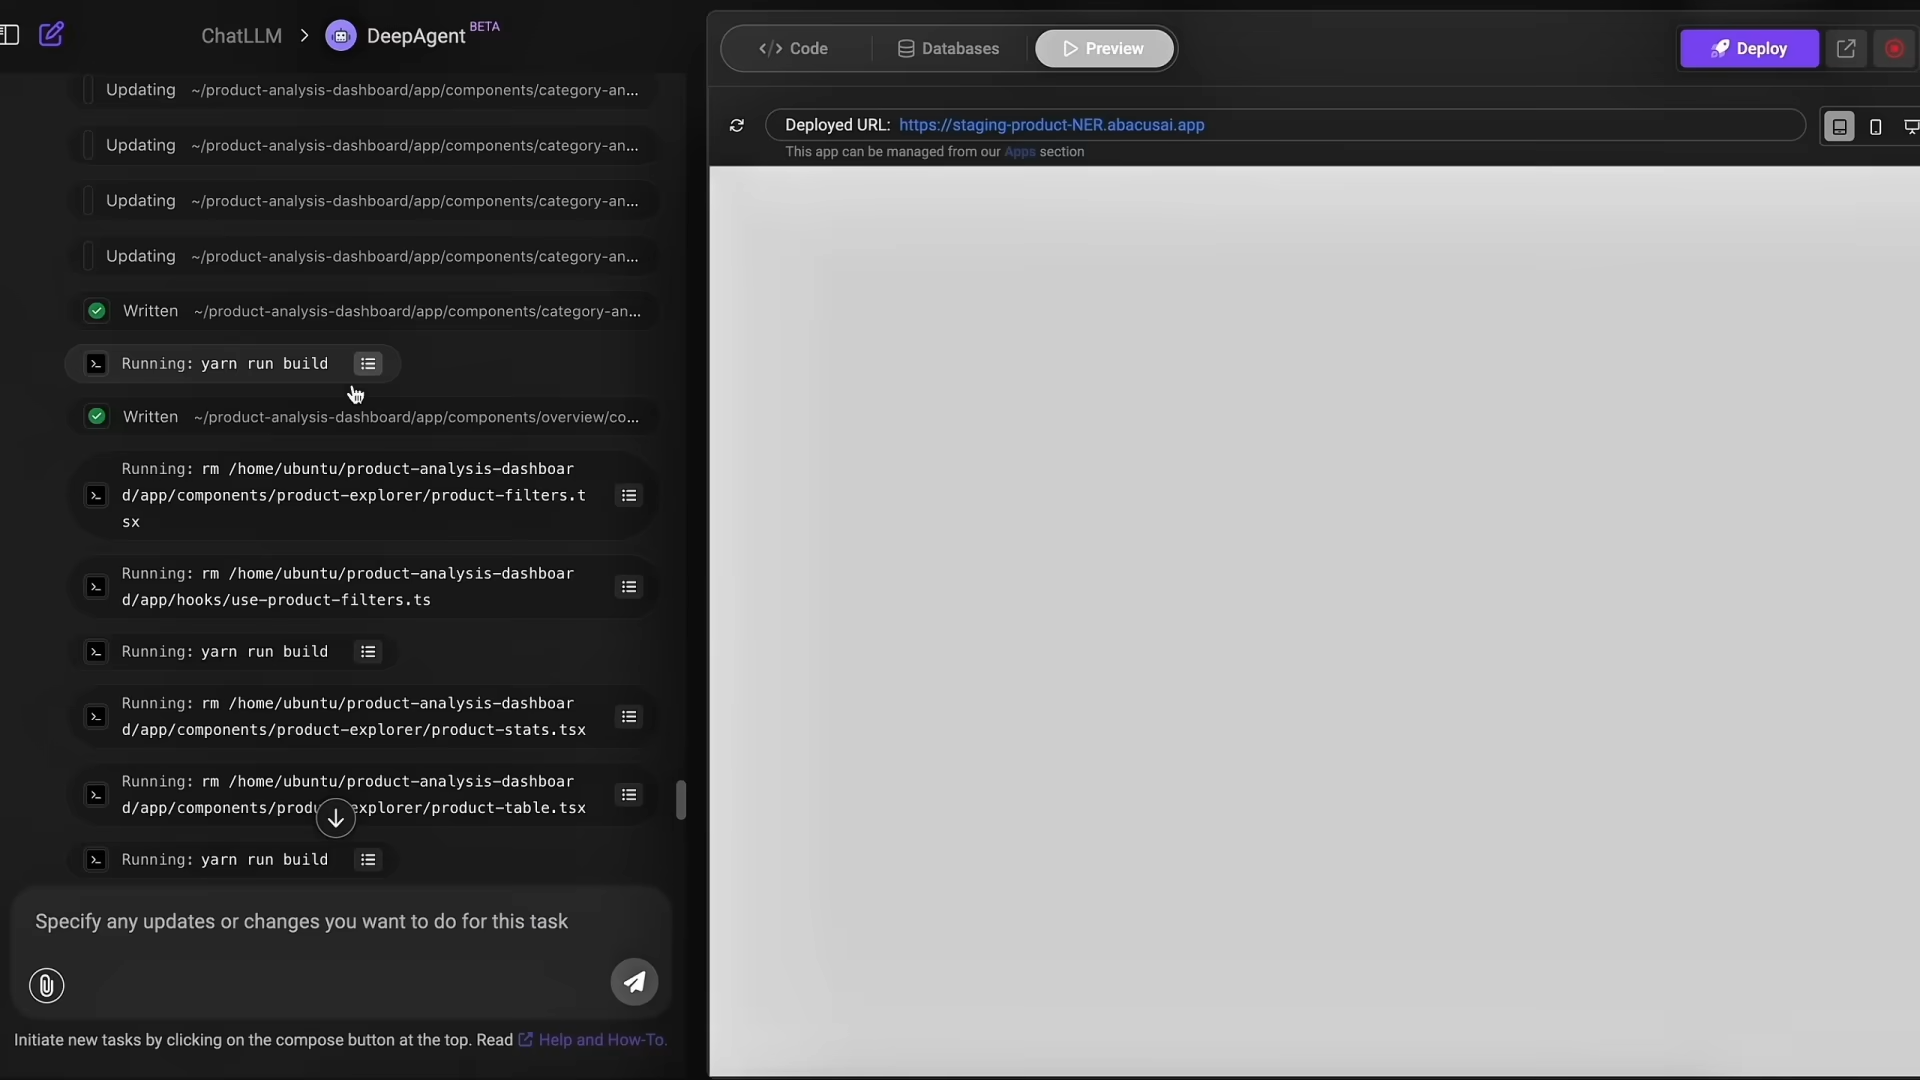 ChatLLM > DeepAgent BETA
Updating ~/product-analysis-dashboard/app/components/category-an...
Updating ~/product-analysis-dashboard/app/components/category-an...
Updating ~/product-analysis-dashboard/app/components/category-an...
Updating ~/product-analysis-dashboard/app/components/category-an...
Written ~/product-analysis-dashboard/app/components/category-an...
Running: yarn run build
Written ~/product-analysis-dashboard/app/components/overview/co...
Running: rm /home/ubuntu/product-analysis-dashboar
d/app/components/product-explorer/product-filters.t
sx
Running: rm /home/ubuntu/product-analysis-dashboar
d/app/hooks/use-product-filters.ts
Running: yarn run build
Running: rm /home/ubuntu/product-analysis-dashboar
d/app/components/product-explorer/product-stats.tsx
Running: rm /home/ubuntu/product-analysis-dashboar
d/app/components/produ explorer/product-table.tsx
Running: yarn run build
Specify any updates or changes you want to do for this task
Initiate new tasks by clicking on the compose button at the top. Read Help and How-To.
</> Code
Databases
Preview
Deploy
Deployed URL: https://staging-product-NER.abacusai.app
This app can be managed from our Apps section